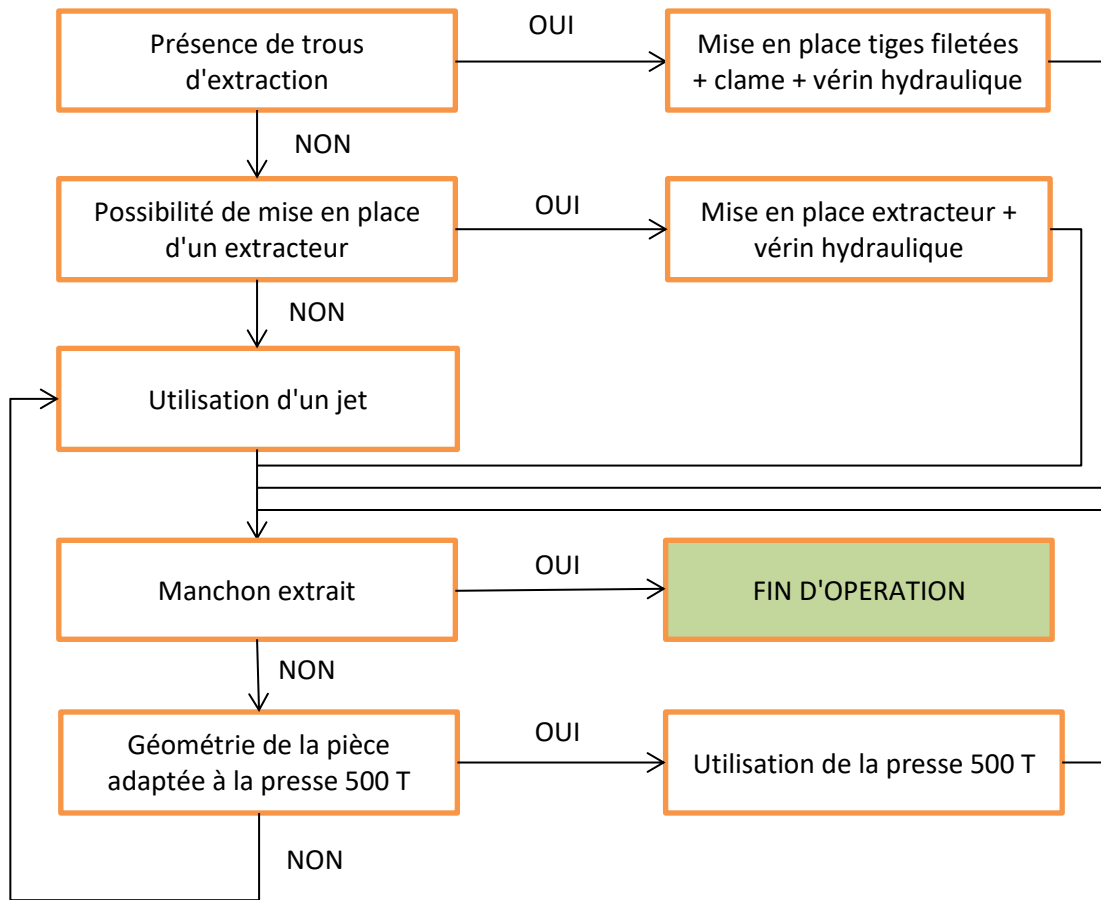 Présence de trous
d'extraction
OUI
Mise en place tiges filetées
+ clame + vérin hydraulique
NON
Possibilité de mise en place
d'un extracteur
OUI
Mise en place extracteur +
vérin hydraulique
NON
Utilisation d'un jet
Manchon extrait
OUI
FIN D'OPERATION
NON
Géométrie de la pièce
adaptée à la presse 500 T
OUI
Utilisation de la presse 500 T
NON